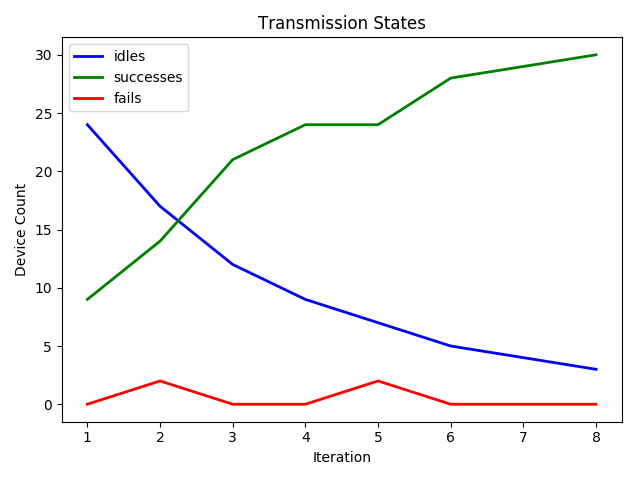 Transmission States
idles
successes
fails
Device Count
30
25
20
15
10
5
0
1 2 3 4 5 6 7 8
Iteration